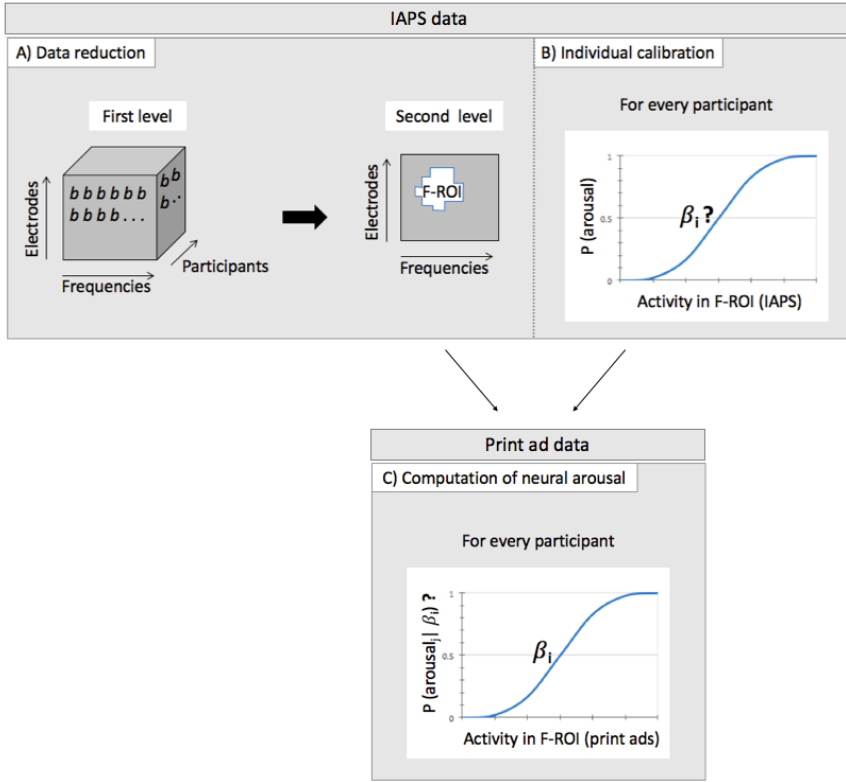 IAPS data
A) Data reduction
First level
Electrodes
b b b b b b
b b b b . . .
b b
b . .
Frequencies
Participants
Second level
Electrodes
F-ROI
Frequencies
B) Individual calibration
For every participant
P (arousal)
1
0.5
0
βi ?
Activity in F-ROI (IAPS)
Print ad data
C) Computation of neural arousal
For every participant
P (arousalj| βi) ?
1
0.5
0
βi
Activity in F-ROI (print ads)